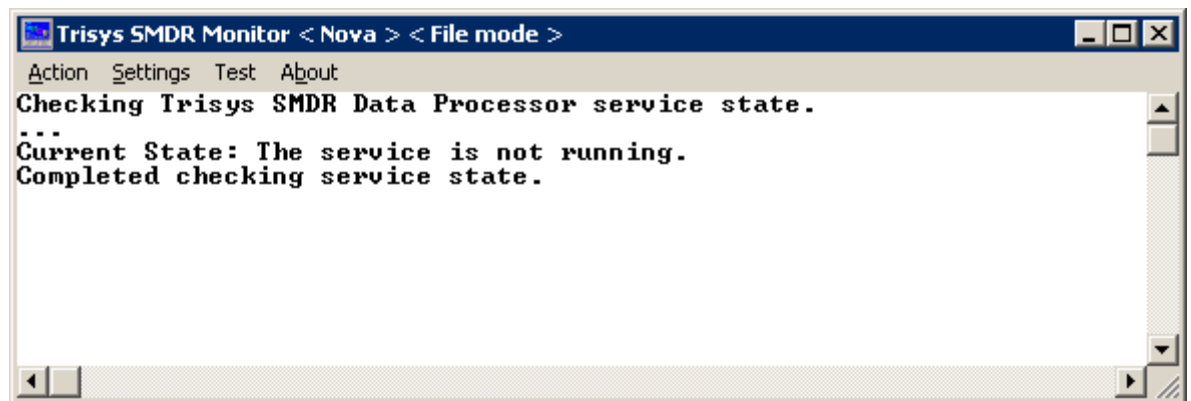 Trisys SMDR Monitor < Nova > < File mode >
Action Settings Test About
Checking Trisys SMDR Data Processor service state.
...
Current State: The service is not running.
Completed checking service state.